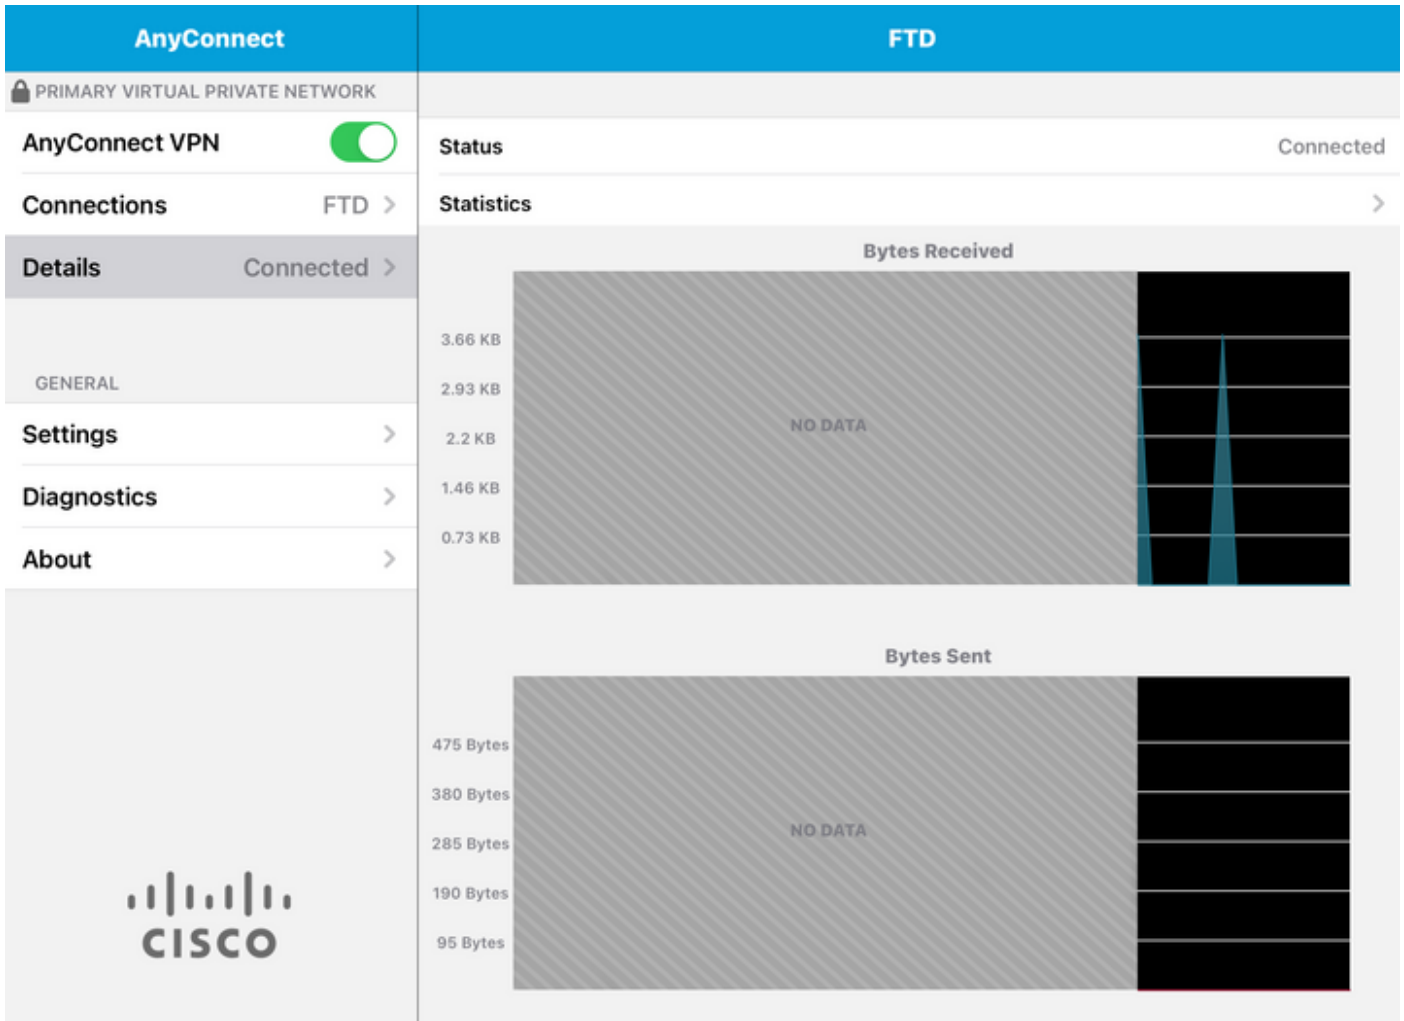 AnyConnect
PRIMARY VIRTUAL PRIVATE NETWORK
AnyConnect VPN
Connections FTD >
Details Connected >
GENERAL
Settings >
Diagnostics >
About >
CISCO
FTD
Status Connected
Statistics >
Bytes Received
3.66 KB
2.93 KB
2.2 KB
1.46 KB
0.73 KB
NO DATA
Bytes Sent
475 Bytes
380 Bytes
285 Bytes
190 Bytes
95 Bytes
NO DATA